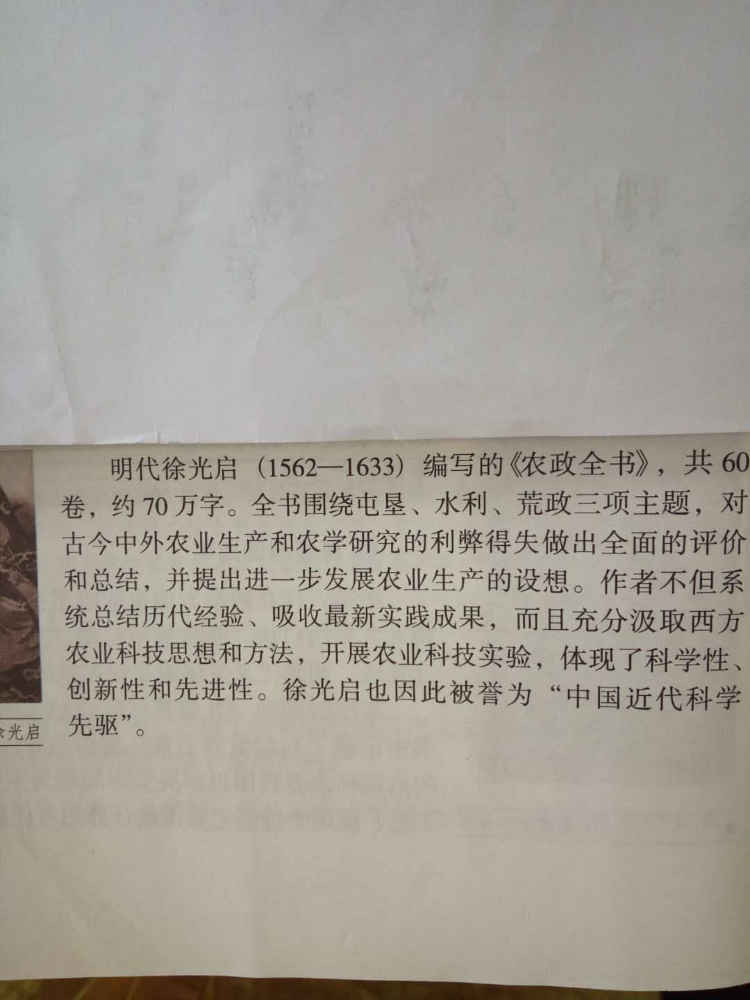 明代徐光启（1562—1633）编写的《农政全书》，共 60
卷，约 70 万字。全书围绕屯垦、水利、荒政三项主题，对
古今中外农业生产和农学研究的利弊得失做出全面的评价
和总结，并提出进一步发展农业生产的设想。作者不但系
统总结历代经验、吸收最新实践成果，而且充分汲取西方
农业科技思想和方法，开展农业科技实验，体现了科学性、
创新性和先进性。徐光启也因此被誉为“中国近代科学
先驱”。
光启